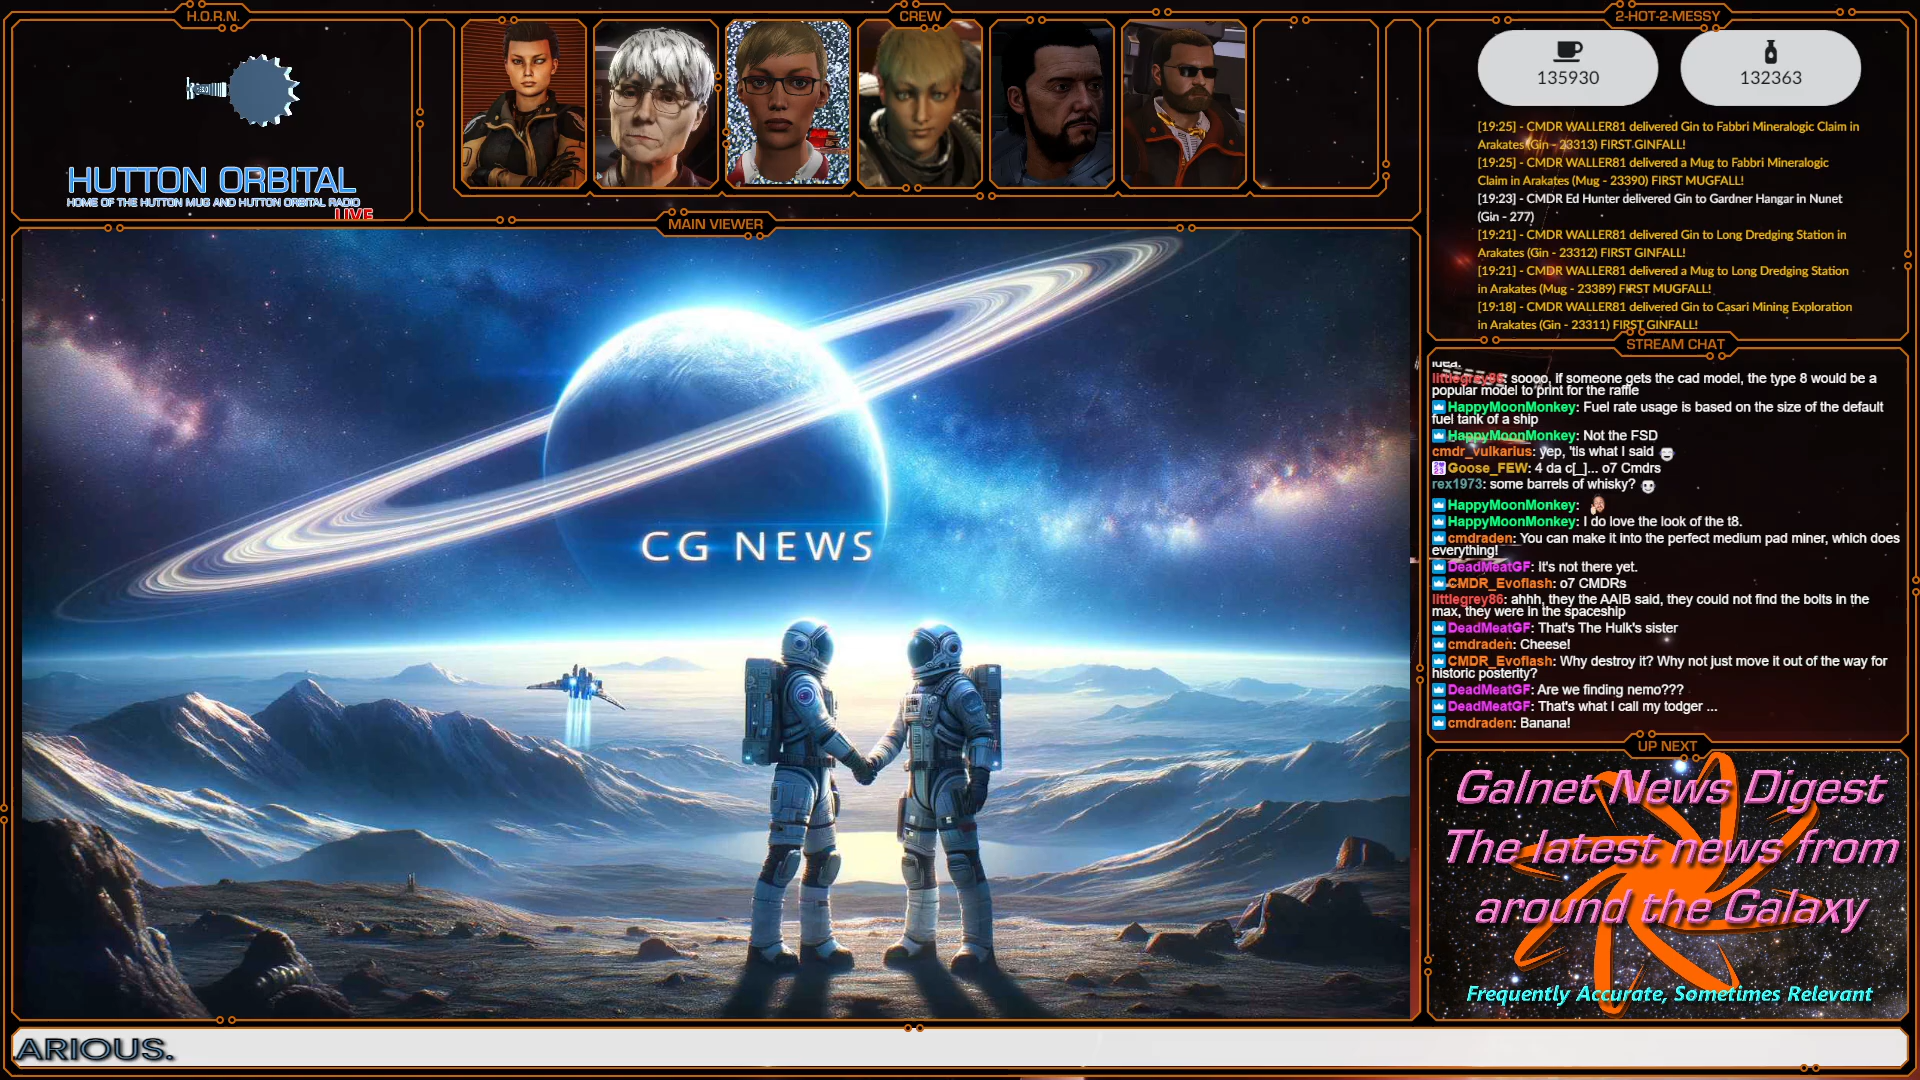 H.O.R.N.
HUTTON ORBITAL
HOME OF THE HUTTON MUG AND HUTTON ORBITAL RADIO
LIVE
CREW
MAIN VIEWER
CG NEWS
2-HOT-2-MESSY
135930
132363
[19:25] - CMDR WALLER81 delivered Gin to Fabbri Mineralogic Claim in
Arakates (Gin - 23313) FIRST GINFALL!
[19:25] - CMDR WALLER81 delivered a Mug to Fabbri Mineralogic
Claim in Arakates (Mug - 23390) FIRST MUGFALL!
[19:23] - CMDR Ed Hunter delivered Gin to Gardner Hangar in Nunet
(Gin - 277)
[19:21] - CMDR WALLER81 delivered Gin to Long Dredging Station in
Arakates (Gin - 23312) FIRST GINFALL!
[19:21] - CMDR WALLER81 delivered a Mug to Long Dredging Station
in Arakates (Mug - 23389) FIRST MUGFALL!
[19:18] - CMDR WALLER81 delivered Gin to Casari Mining Exploration
in Arakates (Gin - 23311) FIRST GINFALL!
STREAM CHAT
idea.
littlegrey86: soooo, if someone gets the cad model, the type 8 would be a
popular model to print for the raffle
HappyMoonMonkey: Fuel rate usage is based on the size of the default
fuel tank of a ship
HappyMoonMonkey: Not the FSD
cmdr_vulkarius: yep, 'tis what I said
Goose_FEW: 4 da c[_]... o7 Cmdrs
rex1973: some barrels of whisky?
HappyMoonMonkey:
HappyMoonMonkey: I do love the look of the t8.
cmdraden: You can make it into the perfect medium pad miner, which does
everything!
DeadMeatGF: It's not there yet.
CMDR_Evoflash: o7 CMDRs
littlegrey86: ahhh, they the AAIB said, they could not find the bolts in the
max, they were in the spaceship
DeadMeatGF: That's The Hulk's sister
cmdraden: Cheese!
CMDR_Evoflash: Why destroy it? Why not just move it out of the way for
historic posterity?
DeadMeatGF: Are we finding nemo???
DeadMeatGF: That's what I call my todger ...
cmdraden: Banana!
UP NEXT
Galnet News Digest
The latest news from
around the Galaxy
Frequently Accurate, Sometimes Relevant
ARIOUS.